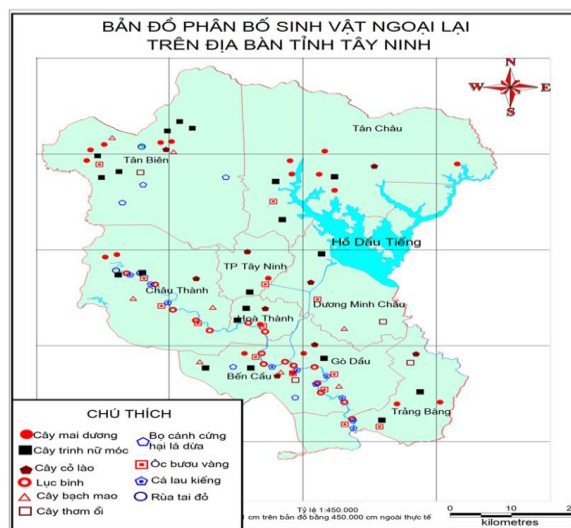 BẢN ĐỒ PHÂN BỐ SINH VẬT NGOẠI LẠI
TRÊN ĐỊA BÀN TỈNH TÂY NINH
N
W E
S
Tân Châu
Tân Biên
Hồ Dầu Tiếng
TP Tây Ninh
Châu Thành
Dương Minh Châu
Hoà Thành
Gò Dầu
Bến Cầu
Trảng Bàng
CHÚ THÍCH
Cây mai dương
Cây trinh nữ móc
Cây cỏ lào
Lục bình
Cây bạch mao
Cây thơm ổi
Bọ cánh cứng
hại lá dừa
Ốc bươu vàng
Cá lau kiếng
Rùa tai đỏ
Tỷ lệ 1:450.000
1 cm trên bản đồ bằng 450.000 cm ngoài thực tế
0 10 2
kilometres